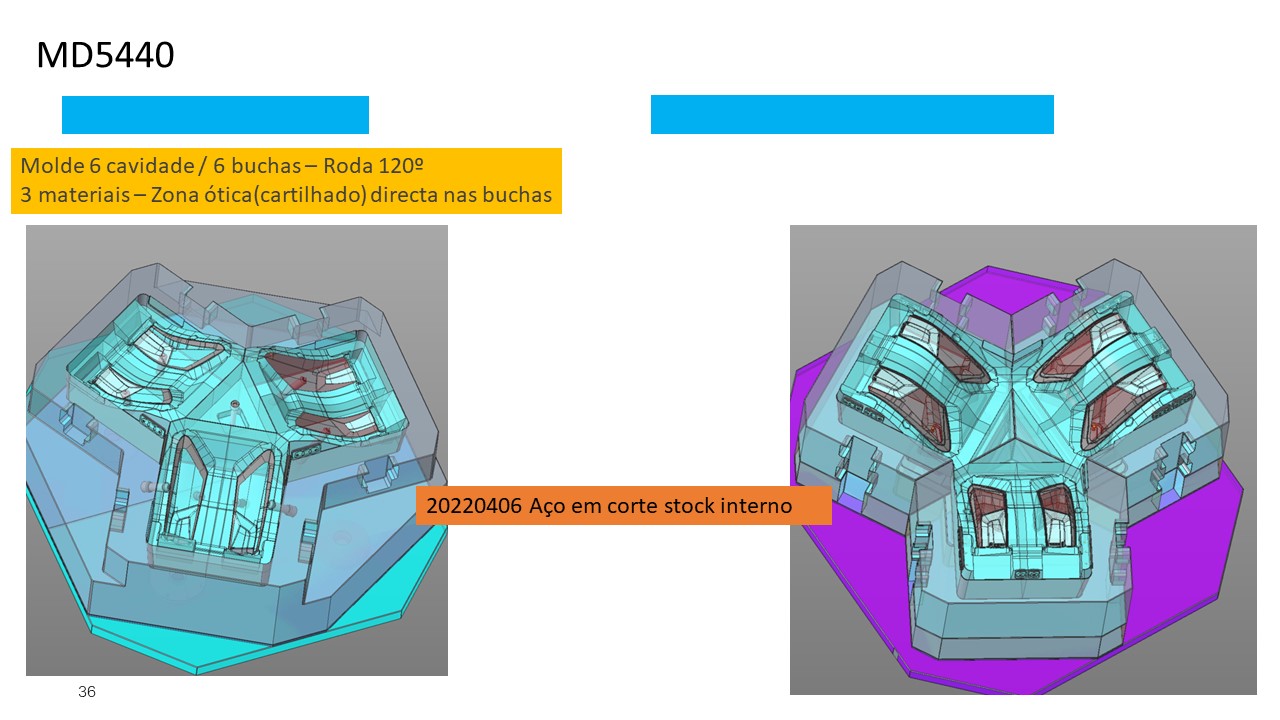 MD5440
Molde 6 cavidade / 6 buchas – Roda 120º
3 materiais – Zona ótica(cartilhado) directa nas buchas
20220406 Aço em corte stock interno
36